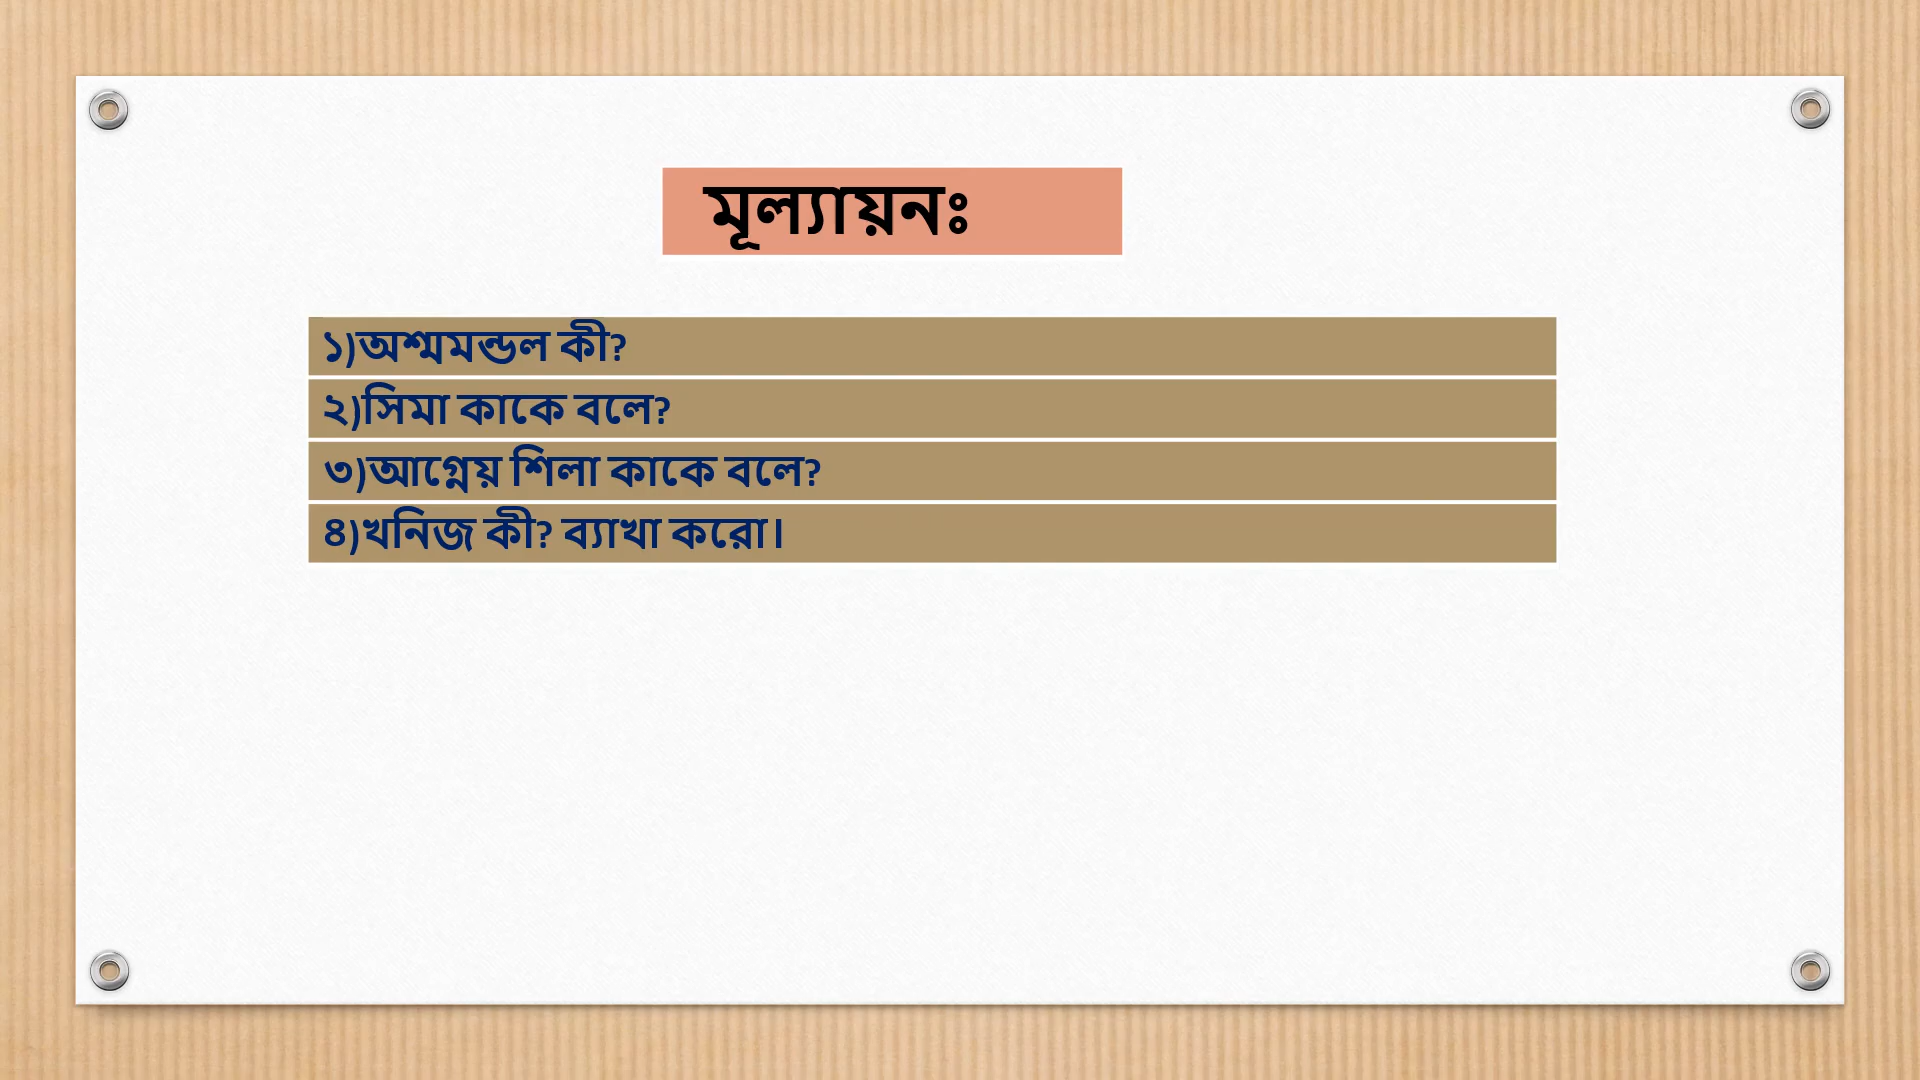 মূল্যায়নঃ
১)অশ্মমন্ডল কী?
২)সিমা কাকে বলে?
৩)আগ্নেয় শিলা কাকে বলে?
৪)খনিজ কী? ব্যাখা করো।